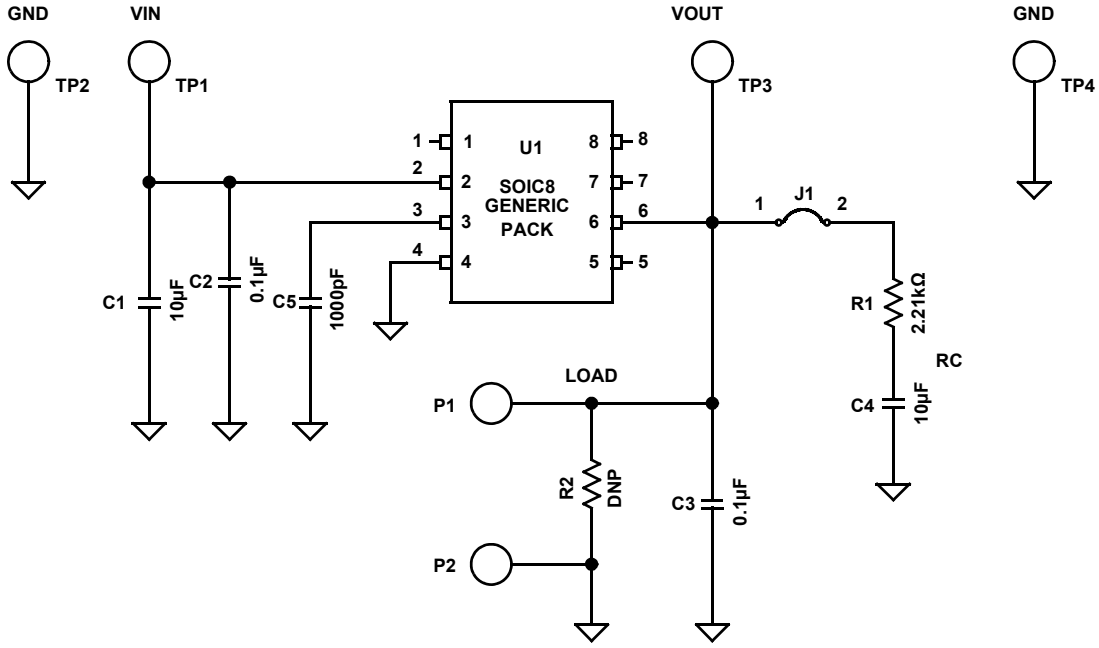 GND
VIN
VOUT
GND
TP2
TP1
TP3
TP4
U1
SOIC8
GENERIC
PACK
1
1
2
2
3
3
4
4
8
8
7
7
6
6
5
5
1
J1
2
C1
10µF
C2
0.1µF
C5
1000pF
R1
2.21kΩ
RC
C4
10µF
LOAD
P1
R2
DNP
C3
0.1µF
P2